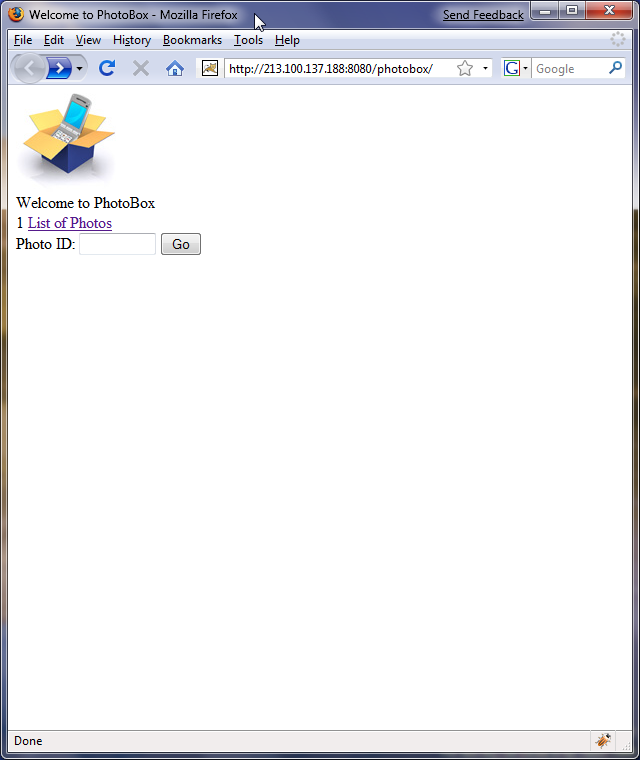 Welcome to PhotoBox - Mozilla Firefox Send Feedback
File Edit View History Bookmarks Tools Help
http://213.100.137.188:8080/photobox/ G Google
Welcome to PhotoBox
1 List of Photos
Photo ID: Go
Done